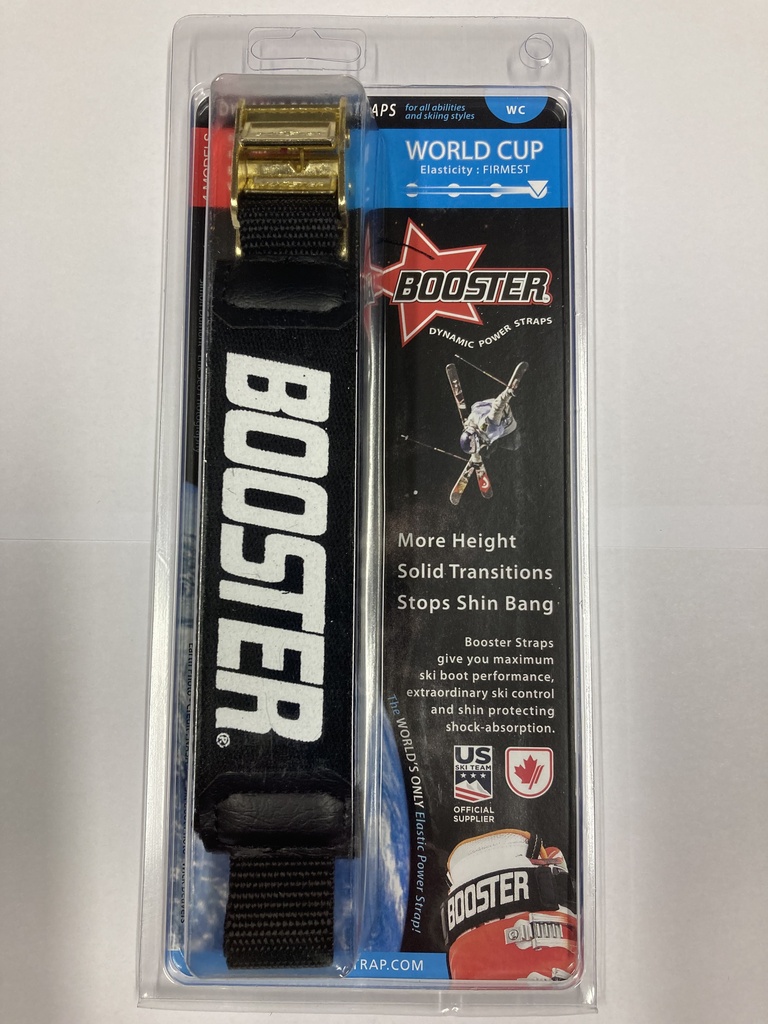 APS
for all abilities
and skiing styles
WC
4 MODELS
WORLD CUP
Elasticity : FIRMEST
BOOSTER®
DYNAMIC POWER STRAPS
BOOSTER®
More Height
Solid Transitions
Stops Shin Bang
Booster Straps
give you maximum
ski boot performance,
extraordinary ski control
and shin protecting
shock-absorption.
The WORLD'S ONLY Elastic Power Strap!
US
SKI TEAM
OFFICIAL
SUPPLIER
BOOSTER
TRAP.COM